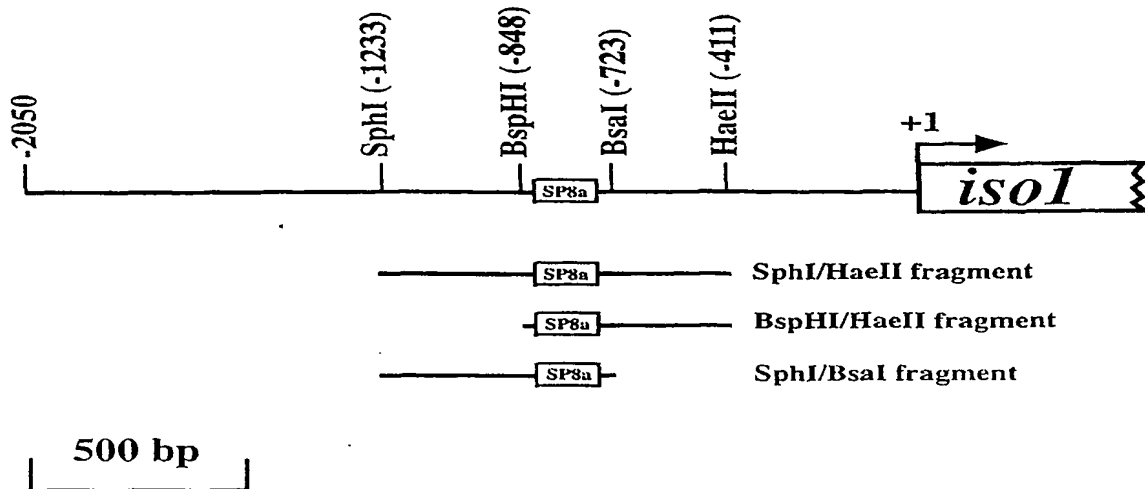 -2050
SphI (-1233)
BspHI (-848)
BsaI (-723)
HaeII (-411)
+1
SP8a
iso1
SP8a
SphI/HaeII fragment
SP8a
BspHI/HaeII fragment
SP8a
SphI/BsaI fragment
500 bp